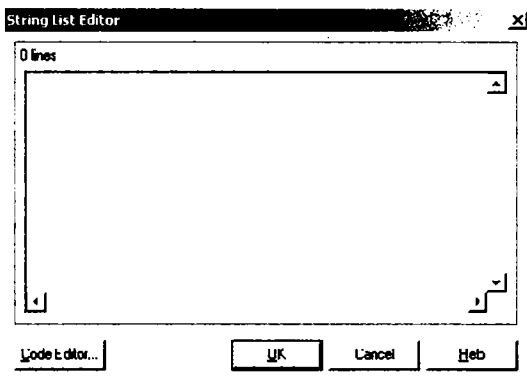 String List Editor
0 lines
Code Editor...
OK
Cancel
Help